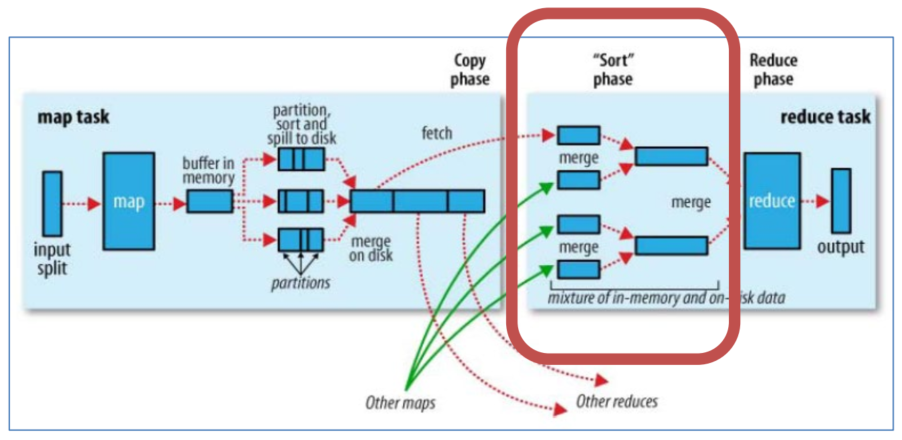 Copy
phase
“Sort”
phase
Reduce
phase
map task
partition,
sort and
spill to disk
fetch
reduce task
buffer in
memory
merge
map
merge
reduce
merge
input
split
merge
on disk
output
partitions
mixture of in-memory and on-disk data
Other maps
Other reduces